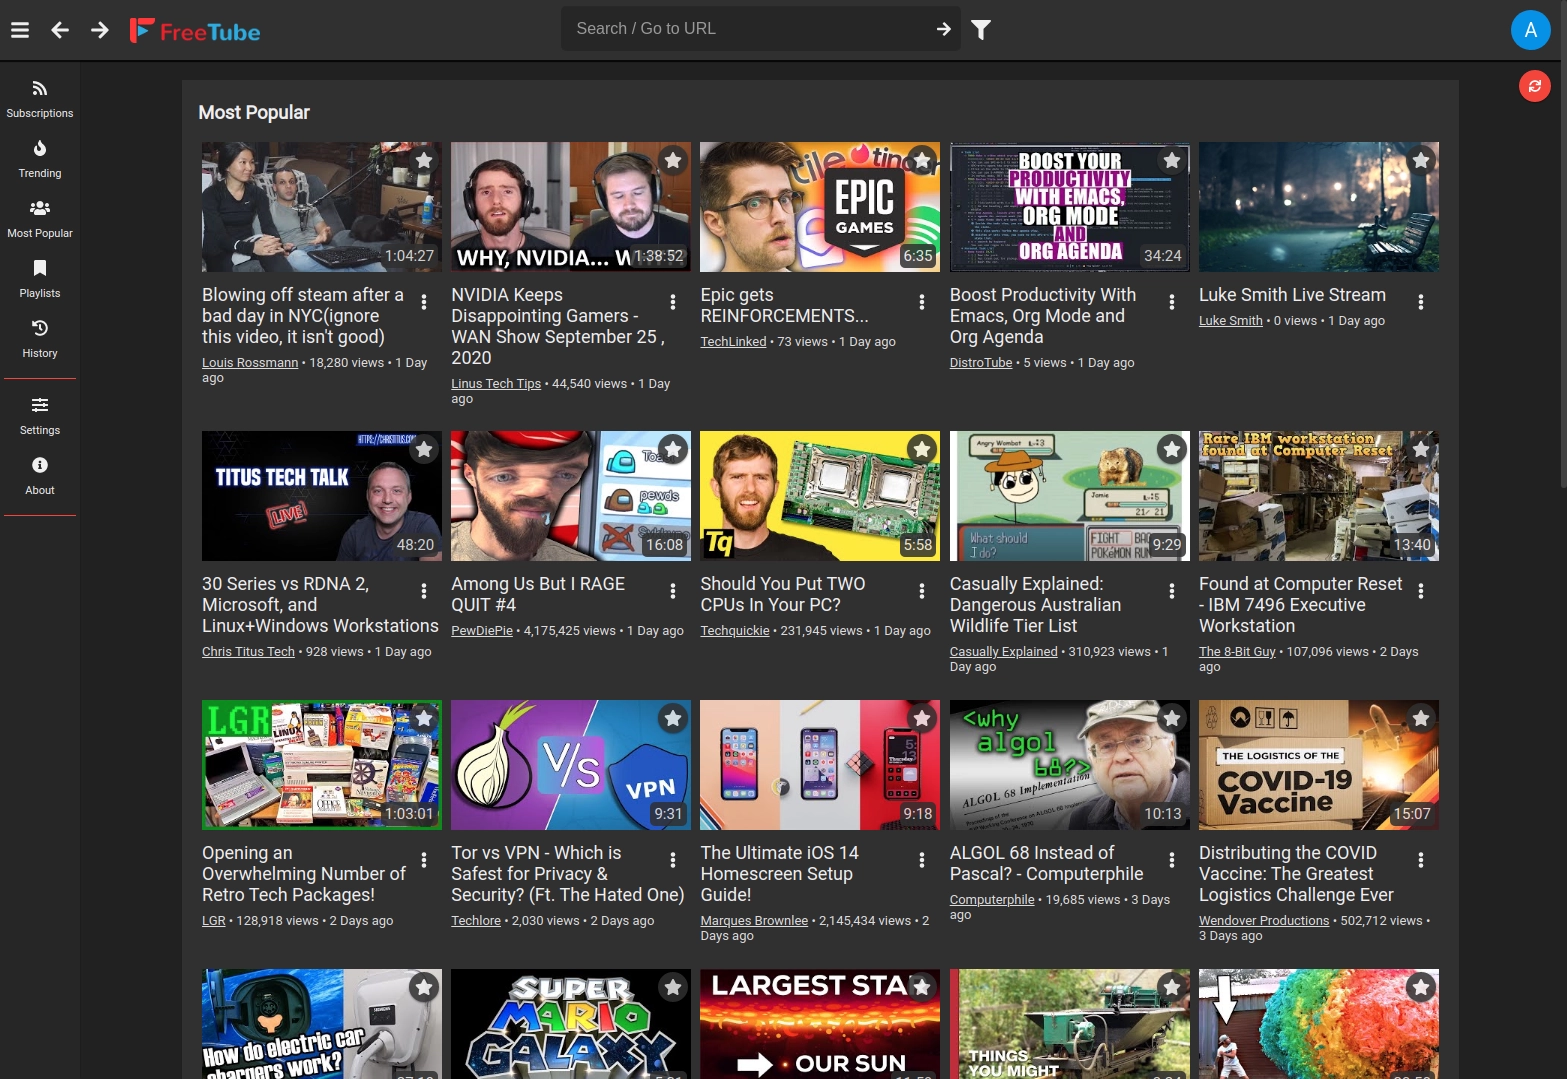 FreeTube
Search / Go to URL
A
Subscriptions
Trending
Most Popular
Playlists
History
Settings
About
Most Popular
1:04:27
WHY, NVIDIA... W
1:38:52
tile tinder
EPIC
GAMES
6:35
BOOST YOUR
PRODUCTIVITY
WITH EMACS,
ORG MODE
AND
ORG AGENDA
34:24
Blowing off steam after a
bad day in NYC(ignore
this video, it isn't good)
Louis Rossmann • 18,280 views • 1 Day
ago
NVIDIA Keeps
Disappointing Gamers -
WAN Show September 25 ,
2020
Linus Tech Tips • 44,540 views • 1 Day
ago
Epic gets
REINFORCEMENTS...
TechLinked • 73 views • 1 Day ago
Boost Productivity With
Emacs, Org Mode and
Org Agenda
DistroTube • 5 views • 1 Day ago
Luke Smith Live Stream
Luke Smith • 0 views • 1 Day ago
HTTPS://CHRISTITUS.COM
TITUS TECH TALK
LIVE
48:20
Toa
pewds
16:08
Tq
5:58
Angry Wombat L:3
Jamie L:5
21/ 21
What should
I do?
FIGHT BAG
POKéMON RUN
9:29
Rare IBM workstation
found at Computer Reset
13:40
30 Series vs RDNA 2,
Microsoft, and
Linux+Windows Workstations
Chris Titus Tech • 928 views • 1 Day ago
Among Us But I RAGE
QUIT #4
PewDiePie • 4,175,425 views • 1 Day ago
Should You Put TWO
CPUs In Your PC?
Techquickie • 231,945 views • 1 Day ago
Casually Explained:
Dangerous Australian
Wildlife Tier List
Casually Explained • 310,923 views • 1
Day ago
Found at Computer Reset
- IBM 7496 Executive
Workstation
The 8-Bit Guy • 107,096 views • 2 Days
ago
LGR
LINUX
OFFICE
1:03:01
V/S
VPN
9:31
9:18
<why
algol
68?>
ALGOL 68 Implementation
10:13
THE LOGISTICS OF THE
COVID-19
Vaccine
15:07
Opening an
Overwhelming Number of
Retro Tech Packages!
LGR • 128,918 views • 2 Days ago
Tor vs VPN - Which is
Safest for Privacy &
Security? (Ft. The Hated One)
Techlore • 2,030 views • 2 Days ago
The Ultimate iOS 14
Homescreen Setup
Guide!
Marques Brownlee • 2,145,434 views • 2
Days ago
ALGOL 68 Instead of
Pascal? - Computerphile
Computerphile • 19,685 views • 3 Days
ago
Distributing the COVID
Vaccine: The Greatest
Logistics Challenge Ever
Wendover Productions • 502,712 views •
3 Days ago
How do electric car
chargers work?
SUPER
MARIO
GALAXY
LARGEST STA
OUR SUN
THINGS
YOU MIGHT